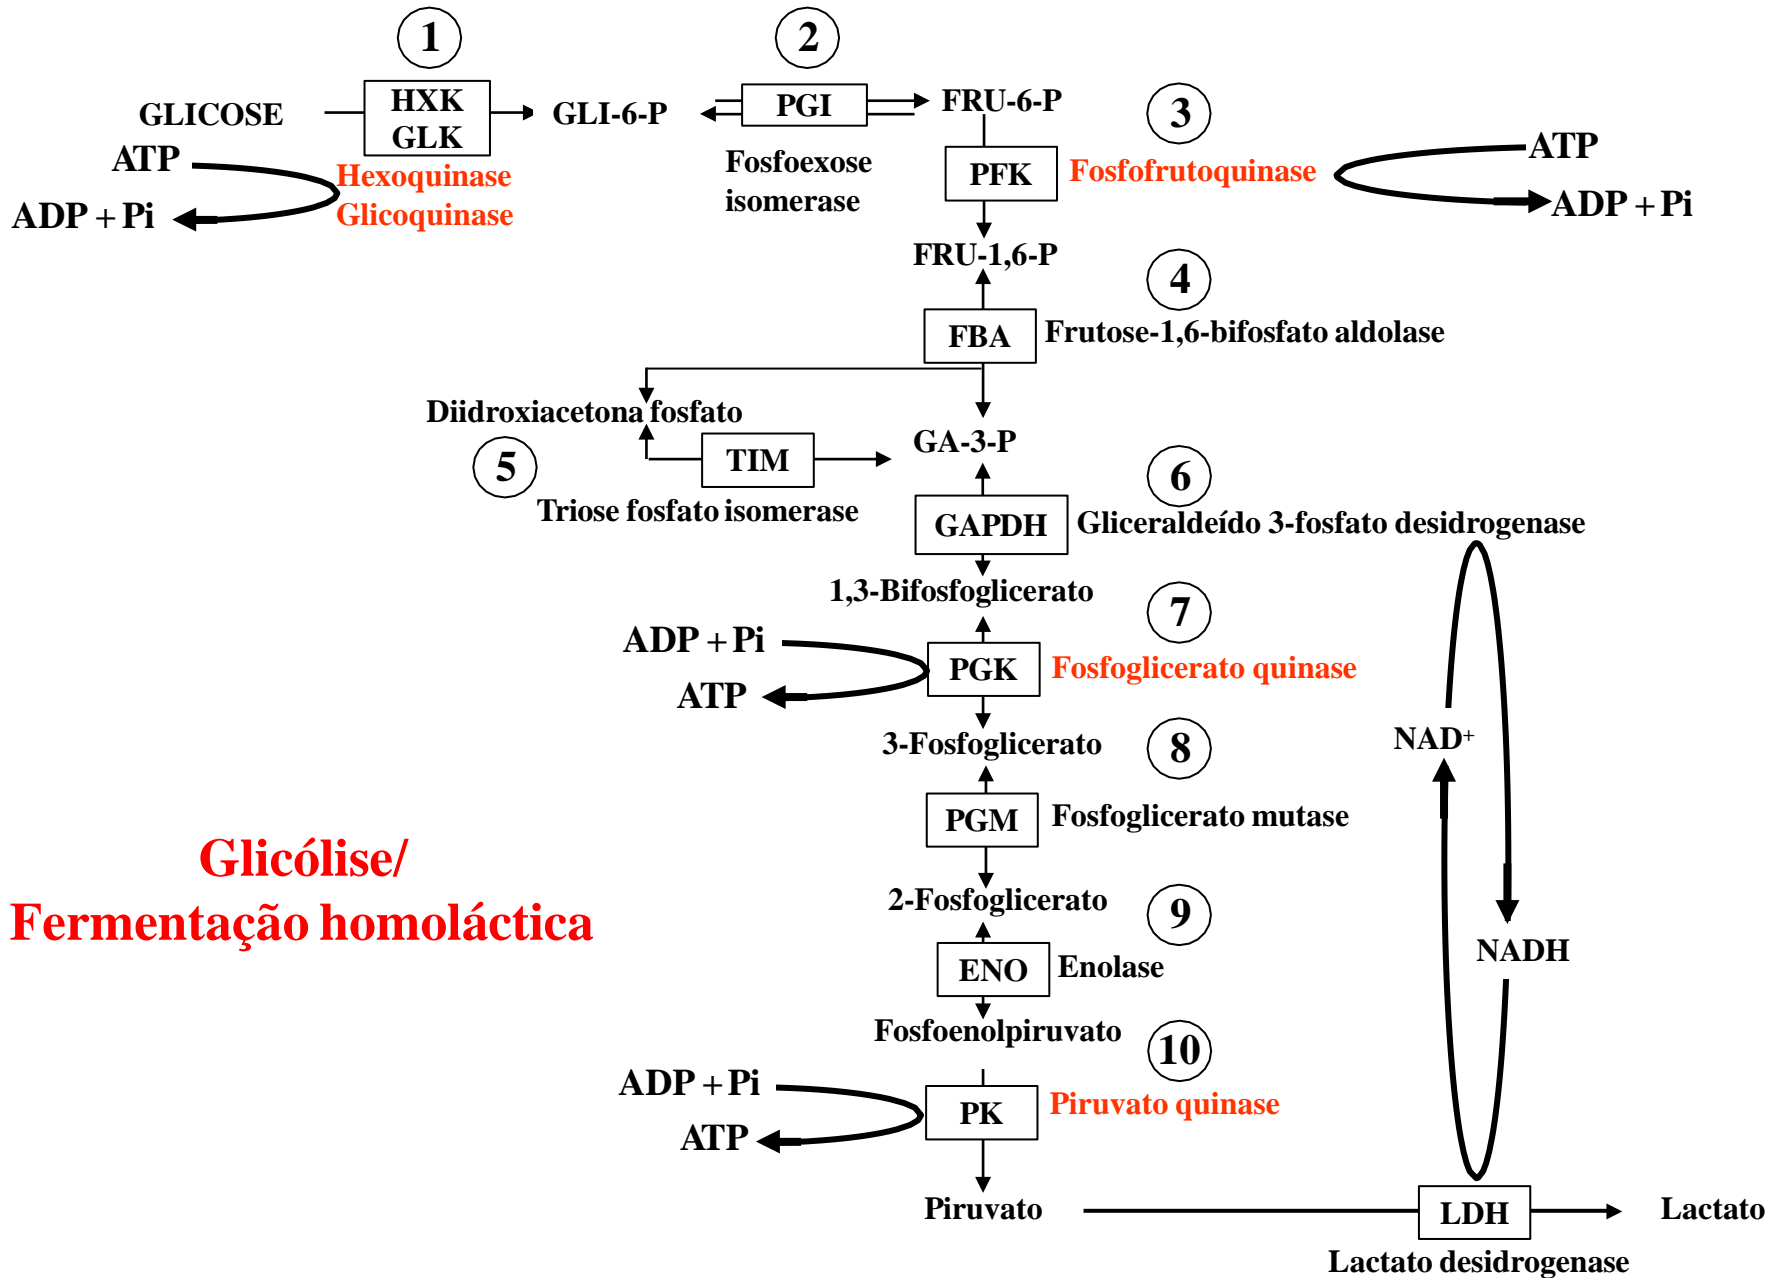 1
2
GLICOSE
HXK
GLK
GLI-6-P
PGI
FRU-6-P
3
ATP
Hexoquinase
Glicoquinase
ADP + Pi
Fosfoexose
isomerase
PFK
Fosfofrutoquinase
ATP
ADP + Pi
FRU-1,6-P
4
FBA
Frutose-1,6-bifosfato aldolase
Diidroxiacetona fosfato
GA-3-P
5
TIM
Triose fosfato isomerase
6
GAPDH
Gliceraldeído 3-fosfato desidrogenase
1,3-Bifosfoglicerato
7
ADP + Pi
ATP
PGK
Fosfoglicerato quinase
3-Fosfoglicerato
8
NAD+
PGM
Fosfoglicerato mutase
Glicólise/
Fermentação homoláctica
2-Fosfoglicerato
9
ENO
Enolase
NADH
Fosfoenolpiruvato
10
ADP + Pi
ATP
PK
Piruvato quinase
Piruvato
LDH
Lactato
Lactato desidrogenase